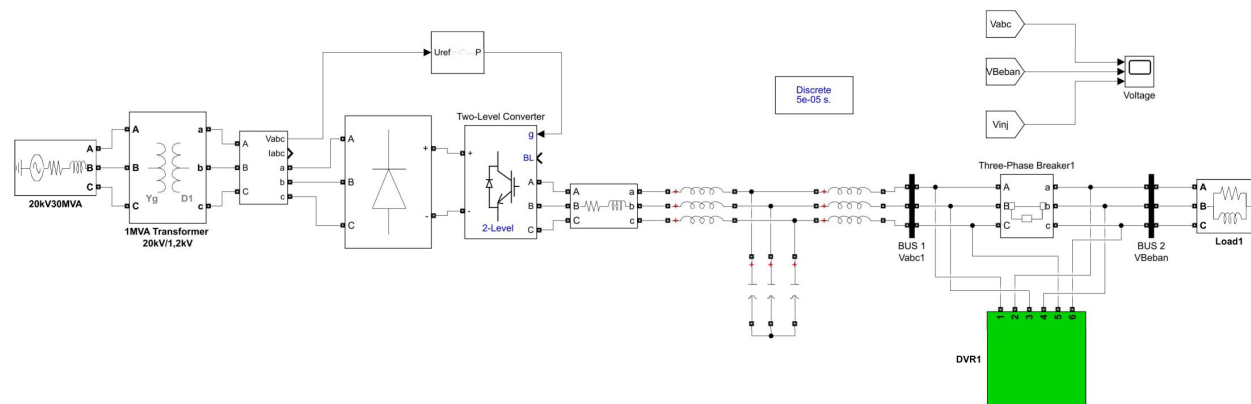 Vabc
VBeban
Vinj
Voltage
Uref P
Discrete
5e-05 s.
Two-Level Converter
g
BL
+
-
A
B
C
2-Level
A
B
C
20kV30MVA
A
B
C
Yg D1
a
b
c
1MVA Transformer
20kV/1,2kV
A
B
C
Vabc
Iabc
a
b
c
A
B
C
+
-
A
B
C
a
b
c
BUS 1
Vabc1
Three-Phase Breaker1
A
B
C
a
b
c
BUS 2
VBeban
A
B
C
Load1
1 2 3 4 5 6
DVR1